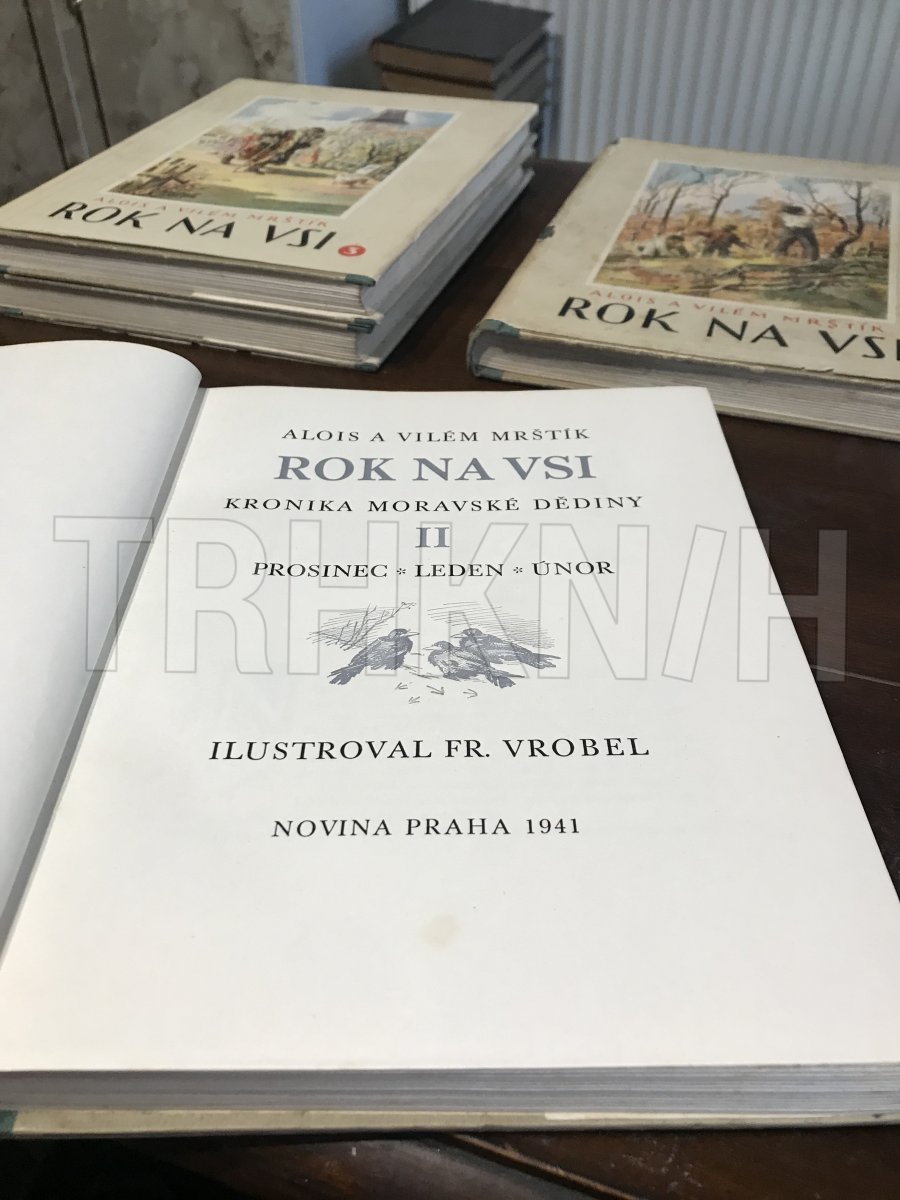 ALOIS A VILÉM MRŠTÍK
ROK NA VSI 3
ALOIS A VILÉM MRŠTÍK
ROK NA VSI
ALOIS A VILÉM MRŠTÍK
ROK NA VSI
KRONIKA MORAVSKÉ DĚDINY
II
PROSINEC * LEDEN * ÚNOR
ILUSTROVAL FR. VROBEL
NOVINA PRAHA 1941
TRHKNIH